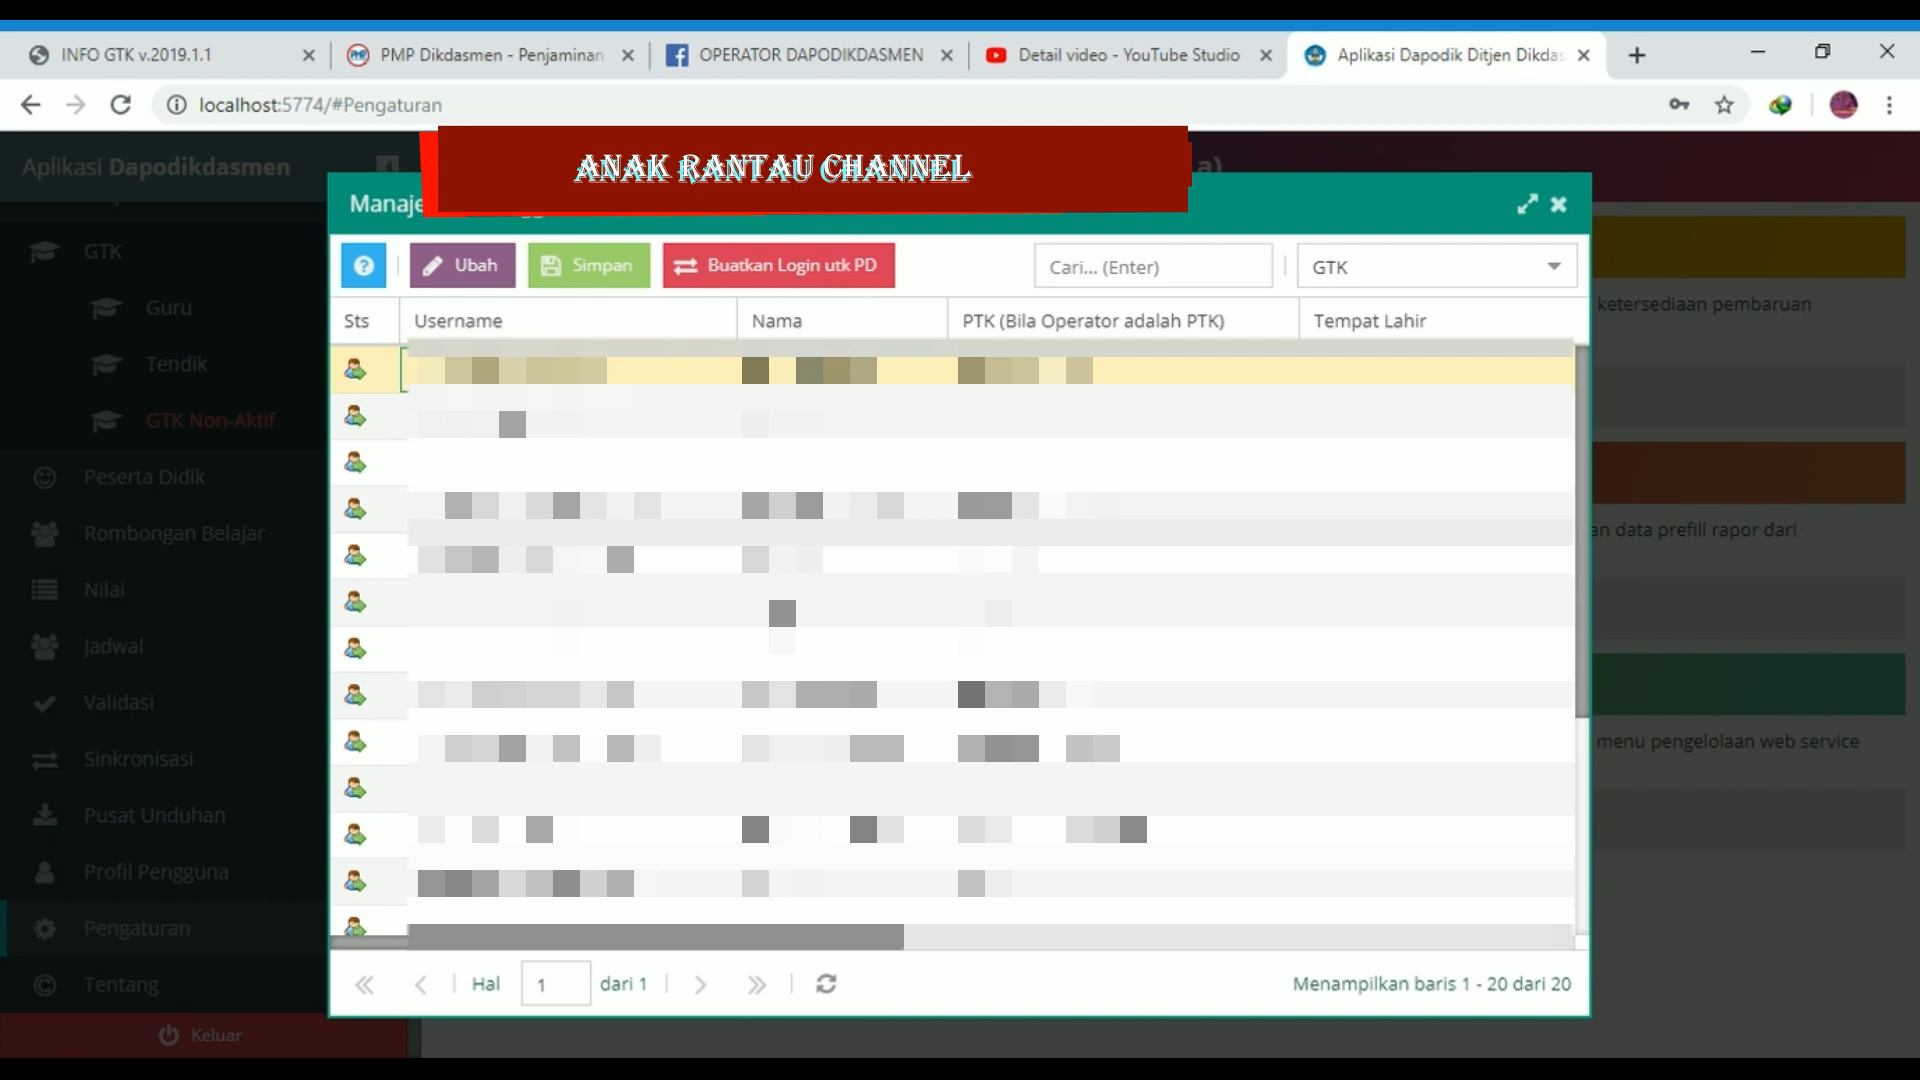 INFO GTK v.2019.1.1
PMP Dikdasmen - Penjaminan
OPERATOR DAPODIKDASMEN
Detail video - YouTube Studio
Aplikasi Dapodik Ditjen Dikdas
localhost:5774/#Pengaturan
Aplikasi Dapodikdasmen
ANAK RANTAU CHANNEL
a)
Manaje
Ubah
Simpan
Buatkan Login utk PD
Cari... (Enter)
GTK
Sts
Username
Nama
PTK (Bila Operator adalah PTK)
Tempat Lahir
GTK
Guru
Tendik
GTK Non-Aktif
Peserta Didik
Rombongan Belajar
Nilai
Jadwal
Validasi
Sinkronisasi
Pusat Unduhan
Profil Pengguna
Pengaturan
Tentang
Keluar
ketersediaan pembaruan
an data prefill rapor dari
menu pengelolaan web service
Hal
1
dari 1
Menampilkan baris 1 - 20 dari 20